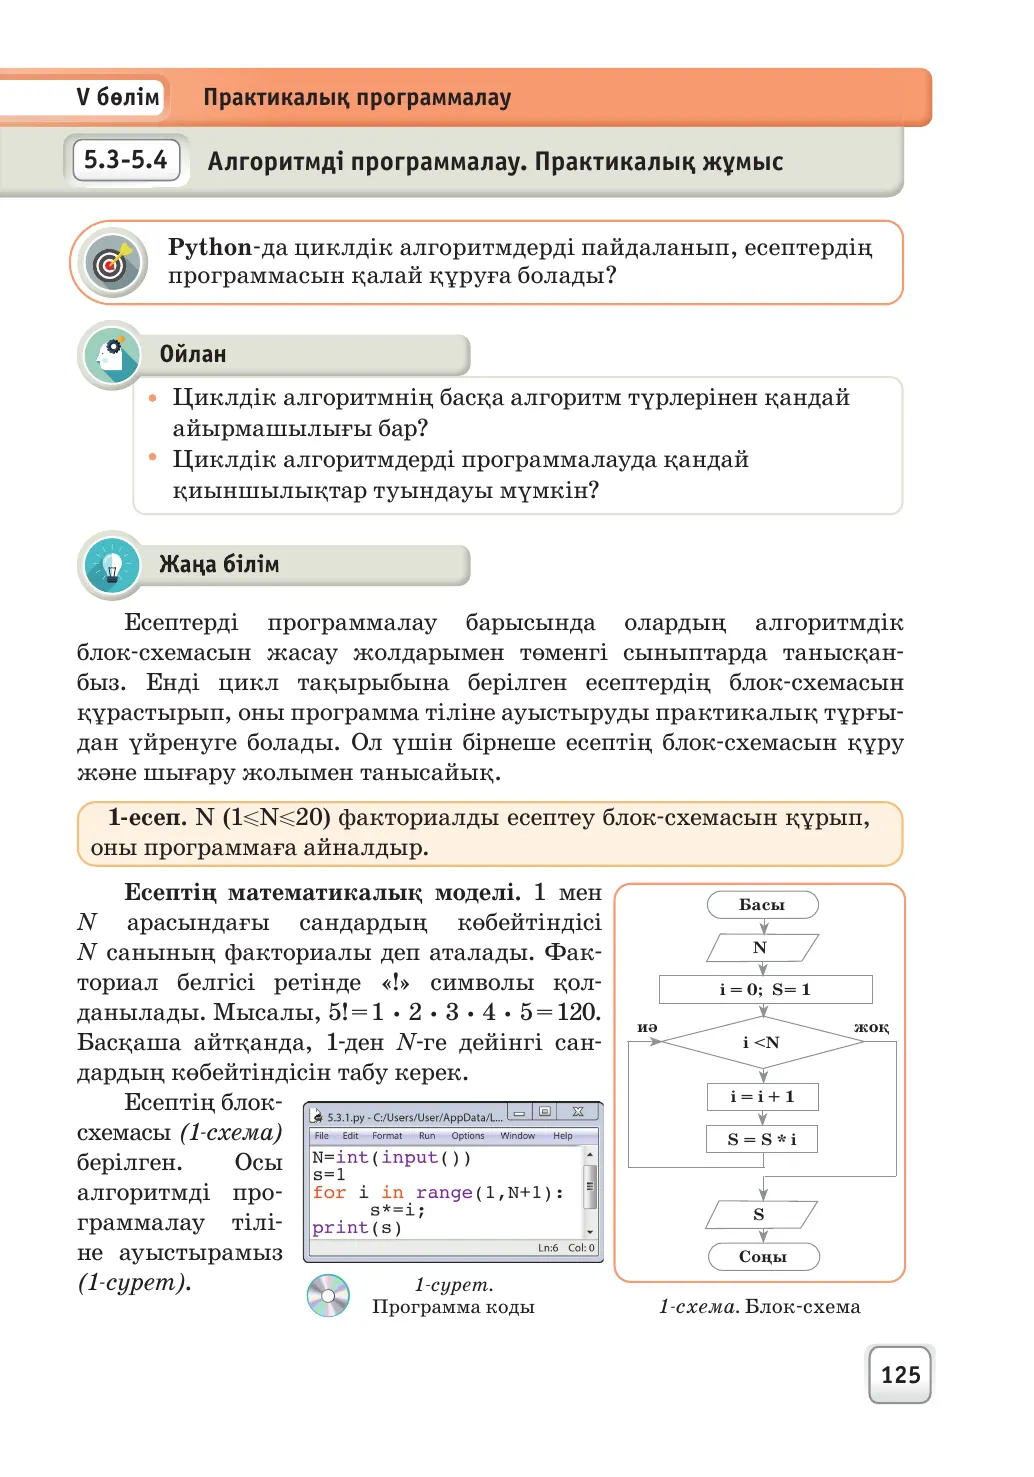 V бөлім
Практикалық программалау
5.3-5.4
Алгоритмді программалау. Практикалық жұмыс
Python-да циклдік алгоритмдерді пайдаланып, есептердің
программасын қалай құруға болады?
Ойлан
• Циклдік алгоритмнің басқа алгоритм түрлерінен қандай
айырмашылығы бар?
• Циклдік алгоритмдерді программалауда қандай
қиыншылықтар туындауы мүмкін?
Жаңа білім
Есептерді программалау барысында олардың алгоритмдік
блок-схемасын жасау жолдарымен төменгі сыныптарда танысқан-
быз. Енді цикл тақырыбына берілген есептердің блок-схемасын
құрастырып, оны программа тіліне ауыстыруды практикалық тұрғы-
дан үйренуге болады. Ол үшін бірнеше есептің блок-схемасын құру
және шығару жолымен танысайық.
1-есеп. N (1⩽N⩽20) факториалды есептеу блок-схемасын құрып,
оны программаға айналдыр.
Есептің математикалық моделі. 1 мен
N арасындағы сандардың көбейтіндісі
N санының факториалы деп аталады. Фак-
ториал белгісі ретінде «!» символы қол-
данылады. Мысалы, 5!=1 · 2 · 3 · 4 · 5=120.
Басқаша айтқанда, 1-ден N-ге дейінгі сан-
дардың көбейтіндісін табу керек.
Есептің блок-
схемасы (1-схема)
берілген. Осы
алгоритмді про-
граммалау тілі-
не ауыстырамыз
(1-сурет).
5.3.1.py - C:/Users/User/AppData/L...
File Edit Format Run Options Window Help
N=int(input())
s=1
for i in range(1,N+1):
s*=i;
print(s)
Ln:6 Col: 0
1-сурет.
Программа коды
Басы
N
i = 0; S= 1
иә
жоқ
i <N
i = i + 1
S = S * i
S
Соңы
1-схема. Блок-схема
125